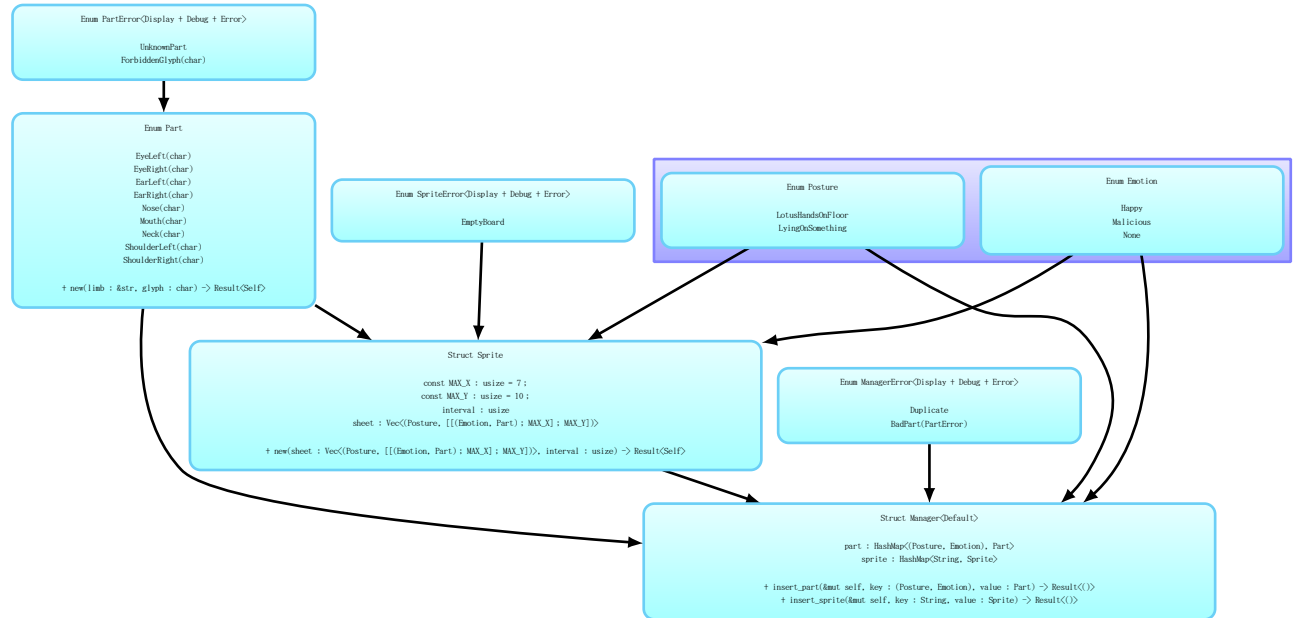 Enum PartError<Display + Debug + Error>
UnknownPart
ForbiddenGlyph(char)
Enum Part
EyeLeft(char)
EyeRight(char)
EarLeft(char)
EarRight(char)
Nose(char)
Mouth(char)
Neck(char)
ShoulderLeft(char)
ShoulderRight(char)
+ new(limb : &str, glyph : char) -> Result<Self>
Enum SpriteError<Display + Debug + Error>
EmptyBoard
Enum Posture
LotusHandsOnFloor
LyingOnSomething
Enum Emotion
Happy
Malicious
None
Struct Sprite
const MAX_X : usize = 7 ;
const MAX_Y : usize = 10 ;
interval : usize
sheet : Vec<(Posture, [[(Emotion, Part) ; MAX_X] ; MAX_Y])>
+ new(sheet : Vec<(Posture, [[(Emotion, Part) ; MAX_X] ; MAX_Y])>, interval : usize) -> Result<Self>
Enum ManagerError<Display + Debug + Error>
Duplicate
BadPart(PartError)
Struct Manager<Default>
part : HashMap<(Posture, Emotion), Part>
sprite : HashMap<String, Sprite>
+ insert_part(&mut self, key : (Posture, Emotion), value : Part) -> Result<()>
+ insert_sprite(&mut self, key : String, value : Sprite) -> Result<()>